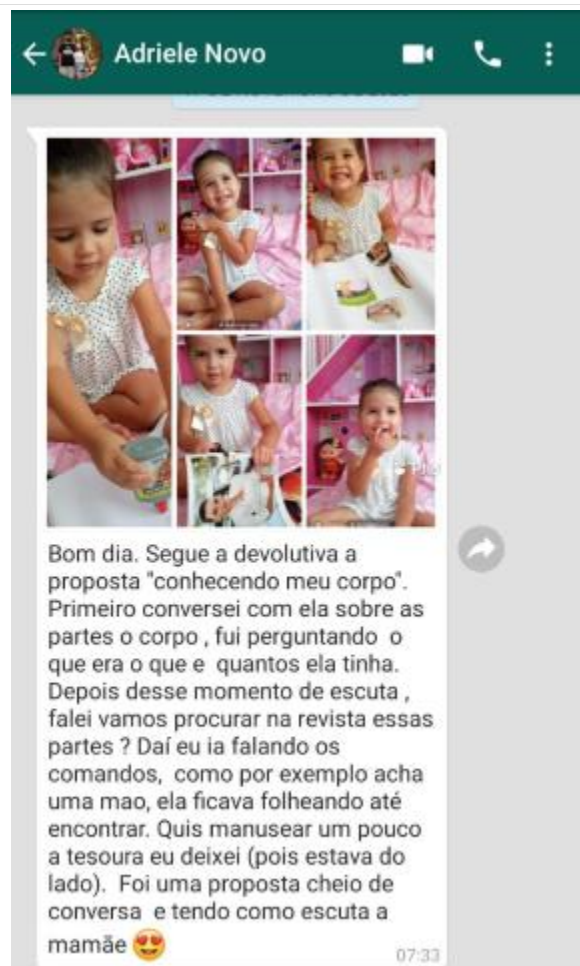 Adriele Novo
Bom dia. Segue a devolutiva a
proposta "conhecendo meu corpo".
Primeiro conversei com ela sobre as
partes o corpo , fui perguntando o
que era o que e quantos ela tinha.
Depois desse momento de escuta ,
falei vamos procurar na revista essas
partes ? Daí eu ia falando os
comandos, como por exemplo acha
uma mao, ela ficava folheando até
encontrar. Quis manusear um pouco
a tesoura eu deixei (pois estava do
lado). Foi uma proposta cheio de
conversa e tendo como escuta a
mamãe 😍
07:33